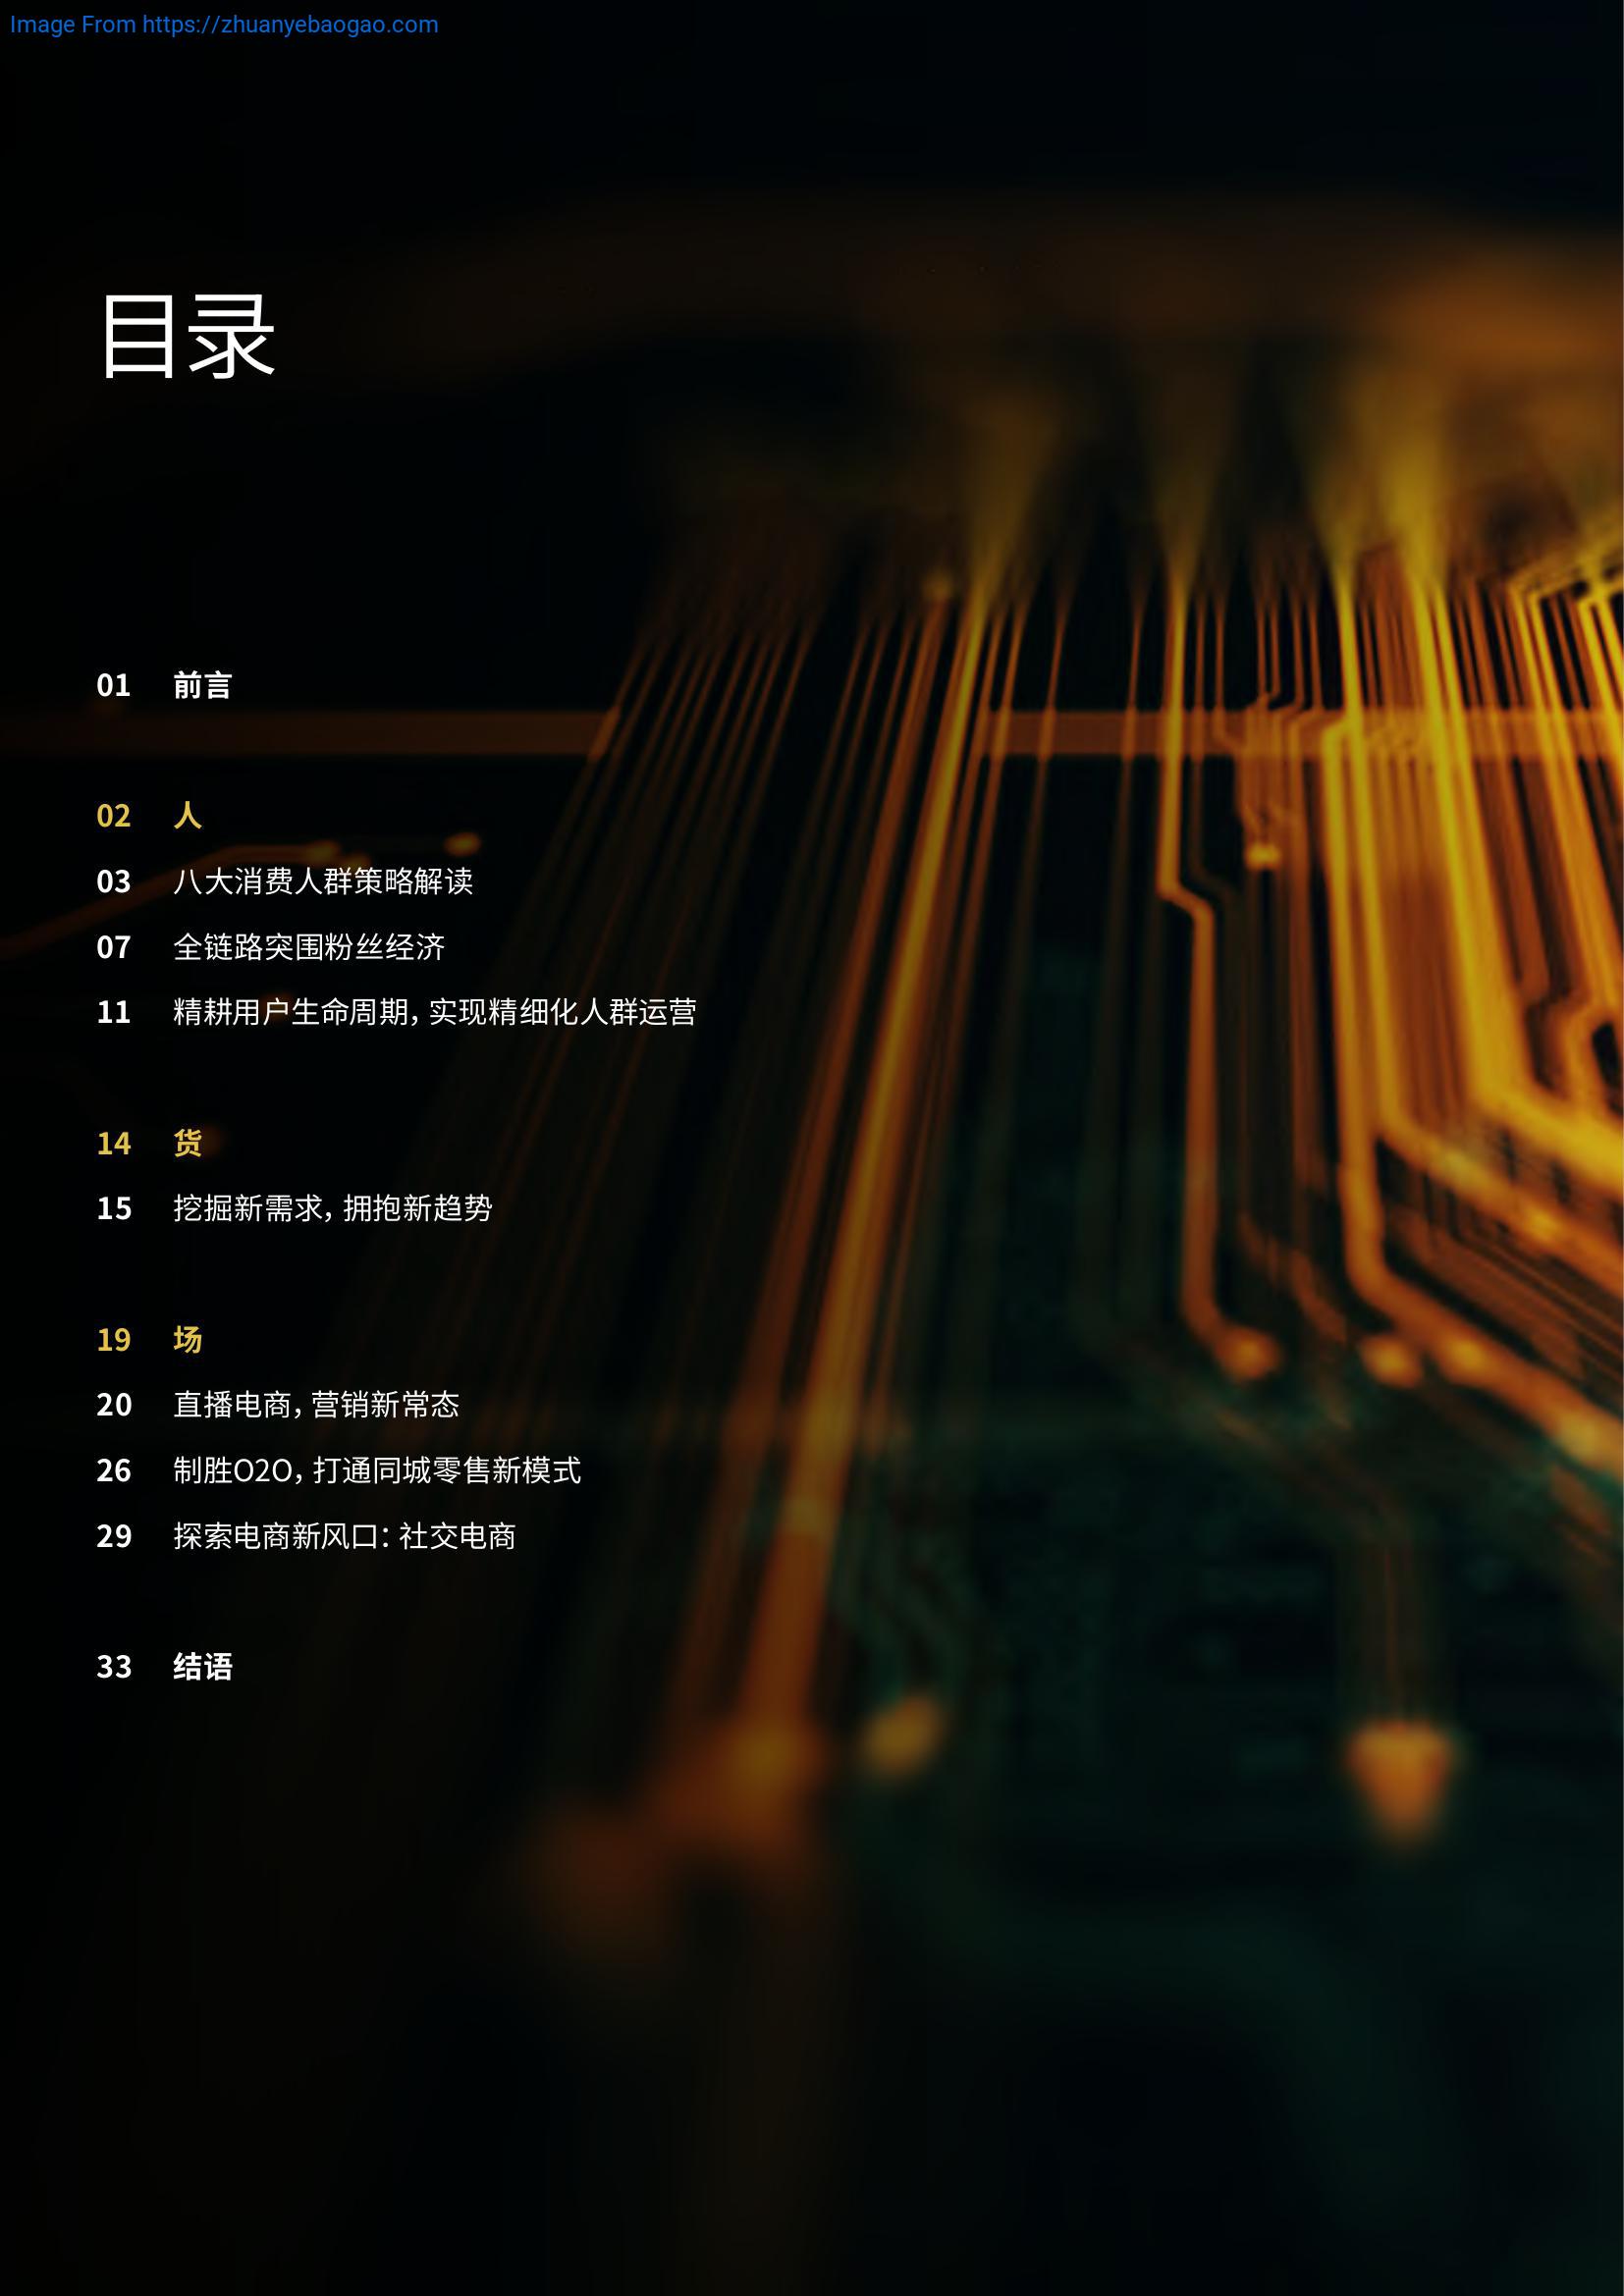 Image From https://zhuanyebaogao.com
目录
01 前言
02 人
03 八大消费人群策略解读
07 全链路突围粉丝经济
11 精耕用户生命周期，实现精细化人群运营
14 货
15 挖掘新需求，拥抱新趋势
19 场
20 直播电商，营销新常态
26 制胜O2O，打通同城零售新模式
29 探索电商新风口：社交电商
33 结语